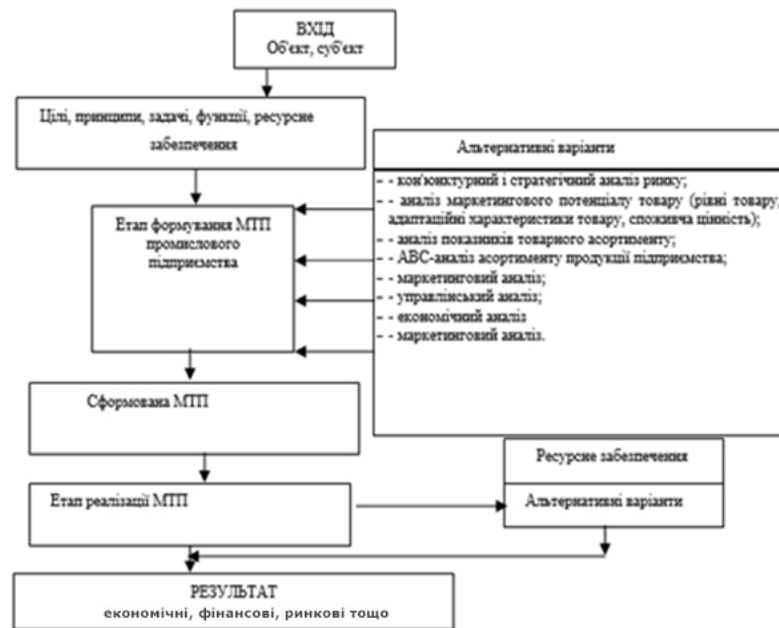 ВХІД
Об'єкт, суб'єкт
Цілі, принципи, задачі, функції, ресурсне
забезпечення
Альтернативні варіанти
– - кон'юнктурний і стратегічний аналіз ринку;
– - аналіз маркетингового потенціалу товару (рівні товару,
адаптаційні характеристики товару, споживча цінність);
– - аналіз показників товарного асортименту;
– - АВС-аналіз асортименту продукції підприємства;
– - маркетинговий аналіз;
– - управлінський аналіз;
– - економічний аналіз
– - маркетинговий аналіз.
Етап формування МТП
промислового
підприємства
Сформована МТП
Етап реалізації МТП
Ресурсне забезпечення
Альтернативні варіанти
РЕЗУЛЬТАТ
економічні, фінансові, ринкові тощо